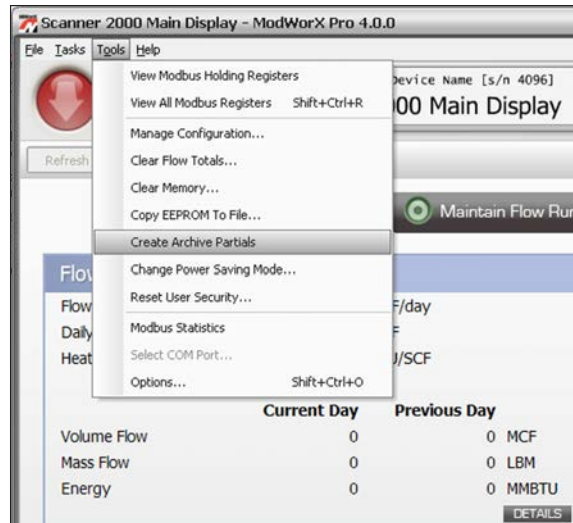 Scanner 2000 Main Display - ModWorX Pro 4.0.0
File Tasks Tools Help
View Modbus Holding Registers
View All Modbus Registers Shift+Ctrl+R
Manage Configuration...
Clear Flow Totals...
Clear Memory...
Copy EEPROM To File...
Create Archive Partials
Change Power Saving Mode...
Reset User Security...
Modbus Statistics
Select COM Port...
Options... Shift+Ctrl+O
Device Name [s/n 4096]
00 Main Display
Refresh
Maintain Flow Run
Flow
Flow F/day
Daily F
Heat J/SCF
Current Day Previous Day
Volume Flow 0 0 MCF
Mass Flow 0 0 LBM
Energy 0 0 MMBTU
DETAILS